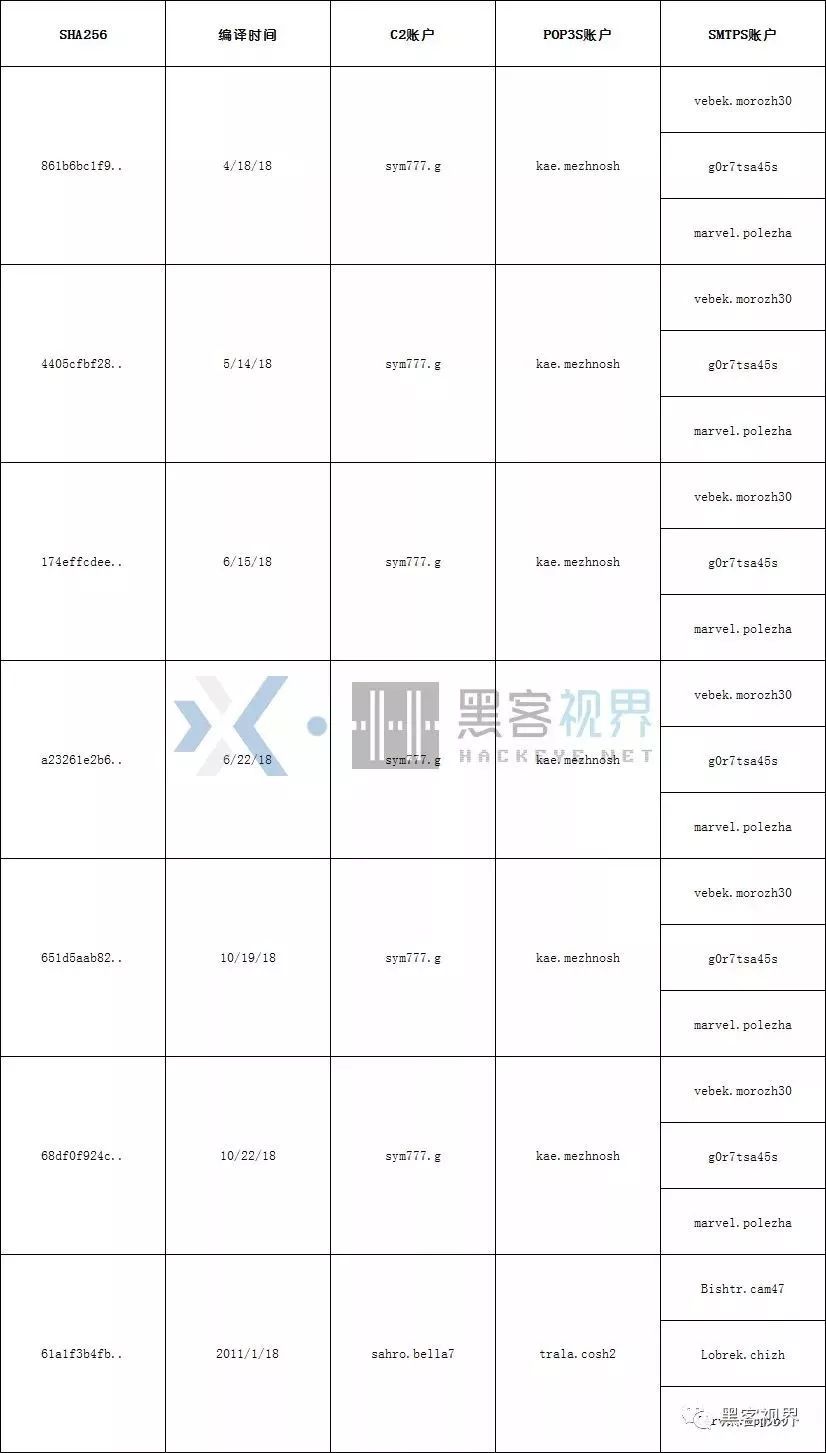 SHA256 编译时间 C2账户 POP3S账户 SMTPS账户
vebek.morozh30
861b6bc1f9.. 4/18/18 sym777.g kae.mezhnosh g0r7tsa45s
marvel.polezha
vebek.morozh30
4405cfbf28.. 5/14/18 sym777.g kae.mezhnosh g0r7tsa45s
marvel.polezha
vebek.morozh30
174effcdee.. 6/15/18 sym777.g kae.mezhnosh g0r7tsa45s
marvel.polezha
vebek.morozh30
黑客视界
HACKEYE.NET
a23261e2b6.. 6/22/18 sym777.g kae.mezhnosh g0r7tsa45s
marvel.polezha
vebek.morozh30
651d5aab82.. 10/19/18 sym777.g kae.mezhnosh g0r7tsa45s
marvel.polezha
vebek.morozh30
68df0f924c.. 10/22/18 sym777.g kae.mezhnosh g0r7tsa45s
marvel.polezha
Bishtr.cam47
61a1f3b4fb.. 2011/1/18 sahro.bella7 trala.cosh2 Lobrek.chizh
黑客视界